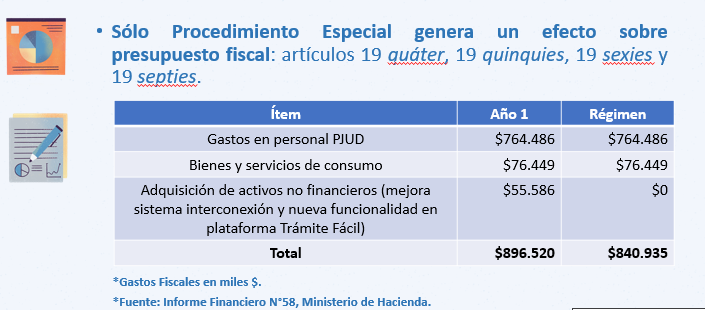 • Sólo Procedimiento Especial genera un efecto sobre
presupuesto fiscal: artículos 19 quáter, 19 quinquies, 19 sexies y
19 septies.
Ítem Año 1 Régimen
Gastos en personal PJUD $764.486 $764.486
Bienes y servicios de consumo $76.449 $76.449
Adquisición de activos no financieros (mejora $55.586 $0
sistema interconexión y nueva funcionalidad en
plataforma Trámite Fácil)
Total $896.520 $840.935
*Gastos Fiscales en miles $.
*Fuente: Informe Financiero N°58, Ministerio de Hacienda.